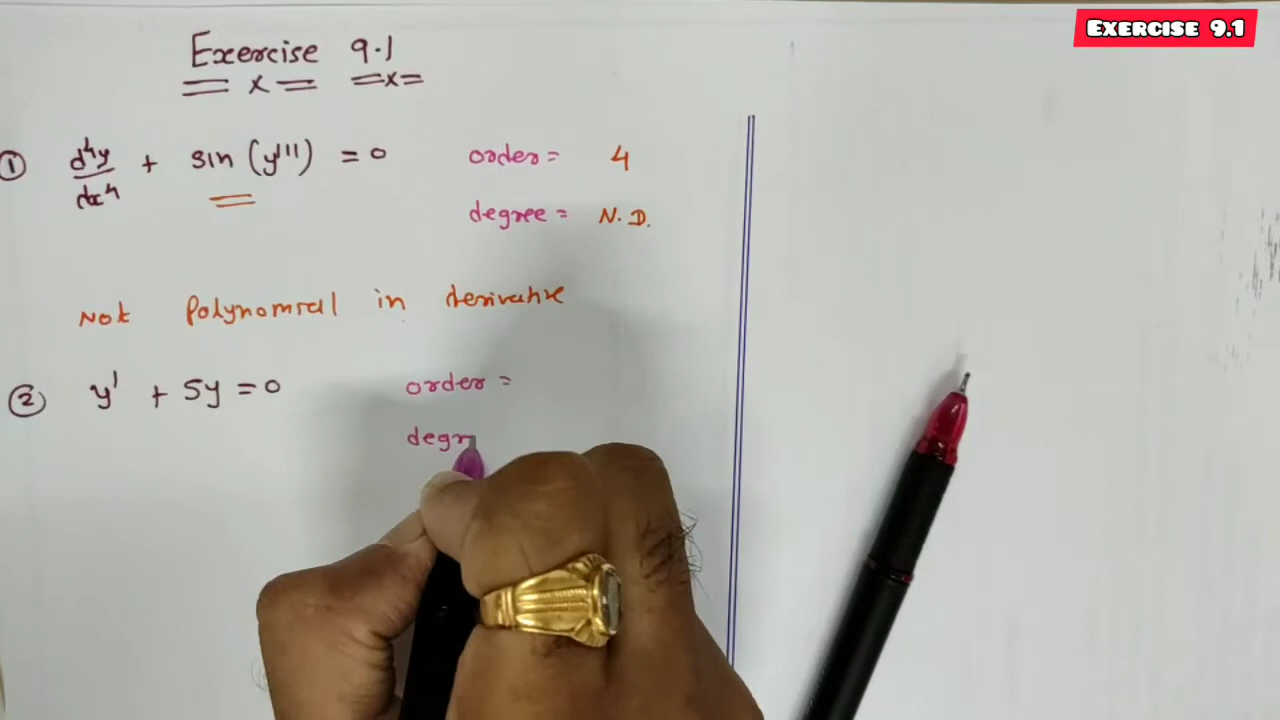 EXERCISE 9.1
Exercise 9.1
① d⁴y/dx⁴ + sin (y''') = 0 order = 4
degree = N.D.
Not Polynomial in derivative
② y' + 5y = 0 order =
degr